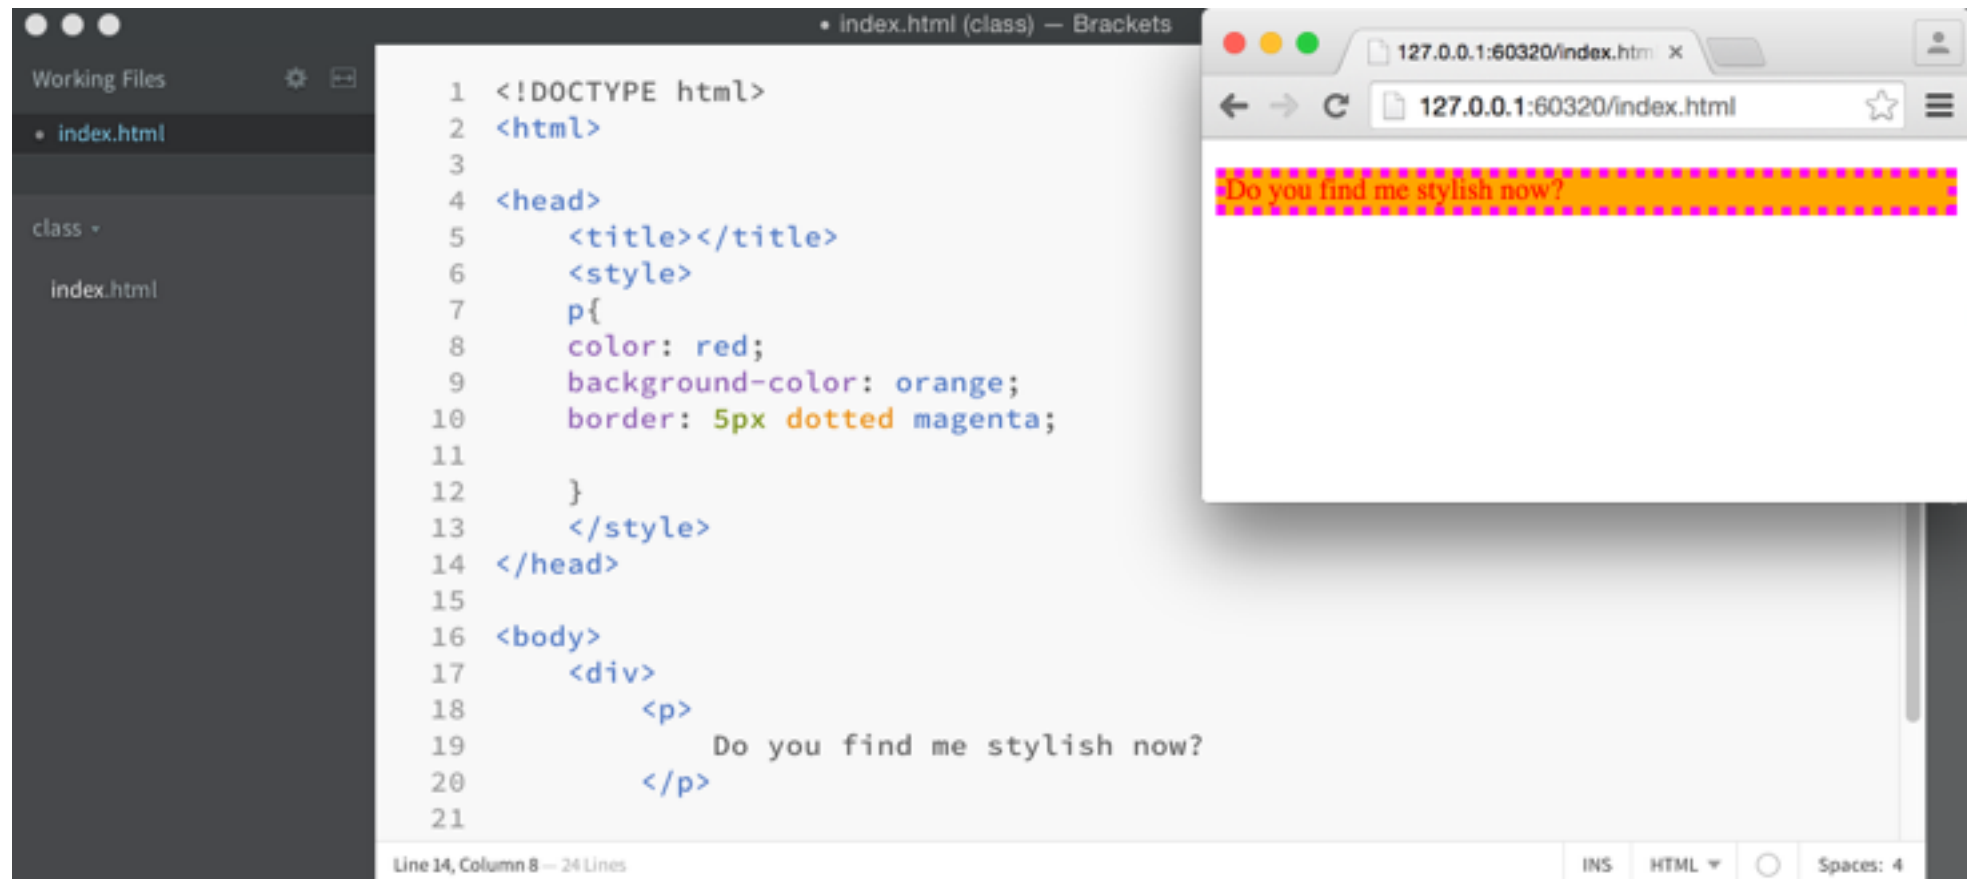 • index.html (class) — Brackets
Working Files
• index.html
class
index.html
1 <!DOCTYPE html>
2 <html>
3
4 <head>
5     <title></title>
6     <style>
7     p{
8     color: red;
9     background-color: orange;
10     border: 5px dotted magenta;
11
12     }
13     </style>
14 </head>
15
16 <body>
17     <div>
18         <p>
19             Do you find me stylish now?
20         </p>
21
Line 14, Column 8 — 24 Lines
INS HTML Spaces: 4
127.0.0.1:60320/index.htm
127.0.0.1:60320/index.html
Do you find me stylish now?